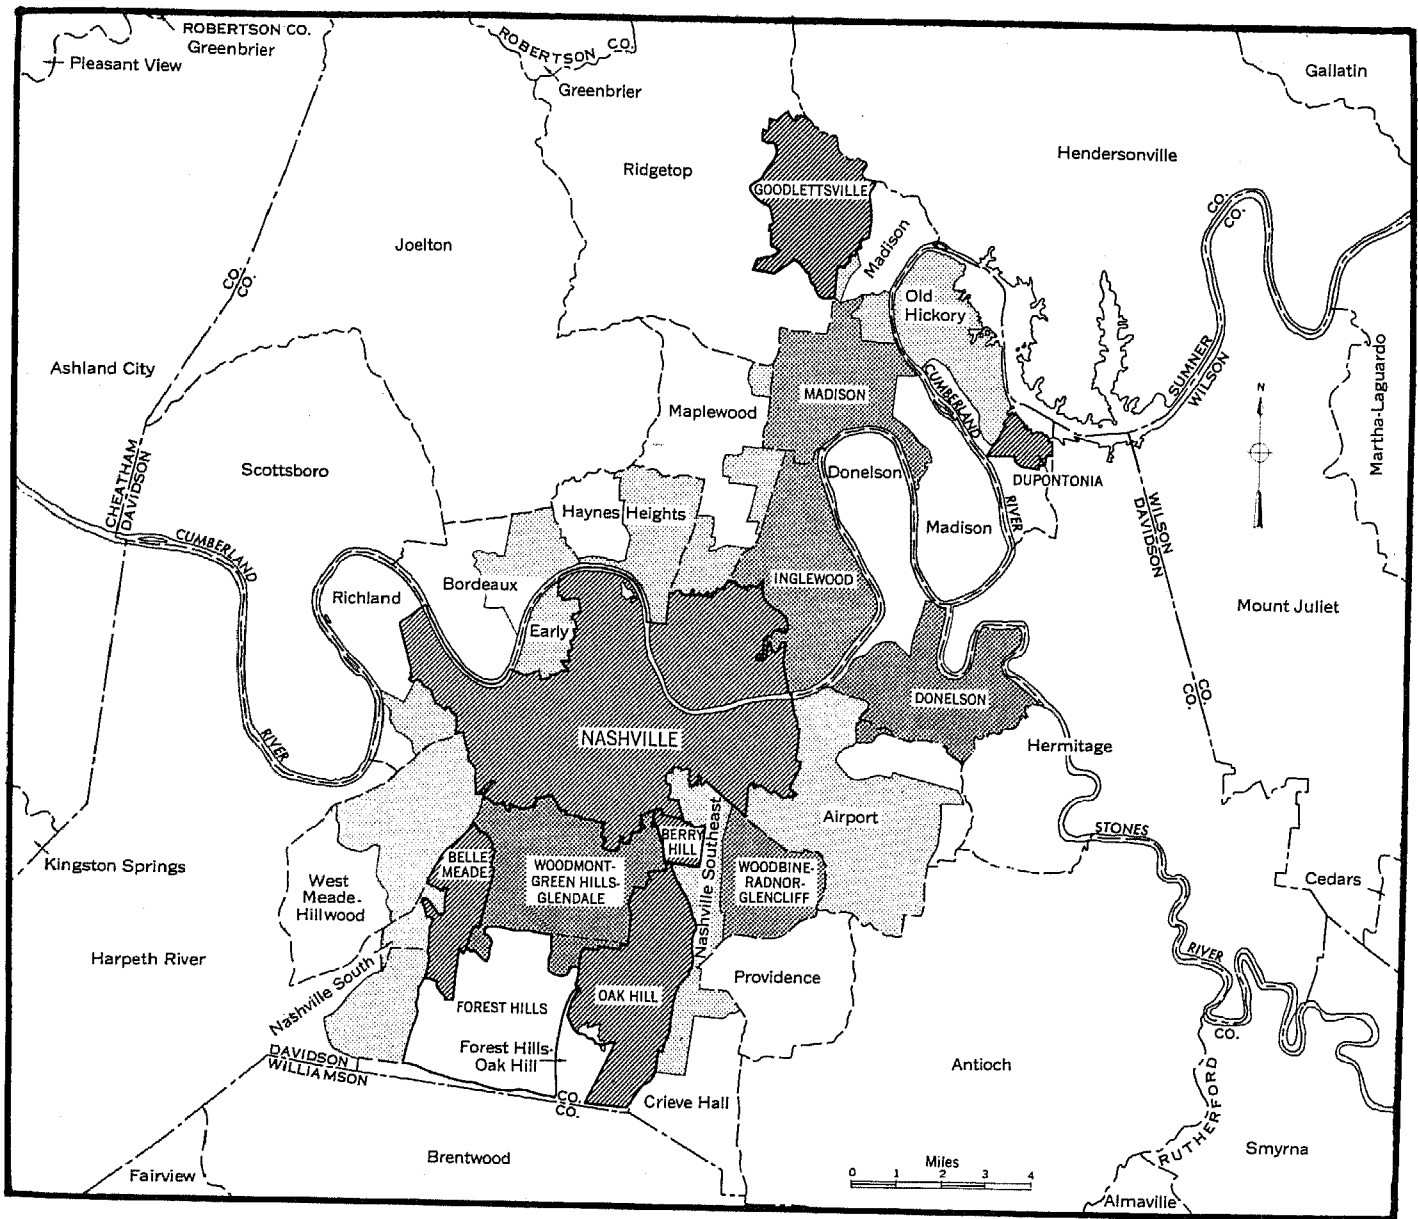 ROBERTSON CO.
Greenbrier
Pleasant View
ROBERTSON CO.
Greenbrier
Gallatin
Hendersonville
Ridgetop
GOODLETTSVILLE
CO.
CO.
Joelton
Madison
CO.
CO.
Old
Hickory
SUMNER
WILSON
Martha-Laguardo
Ashland City
CUMBERLAND
RIVER
MADISON
N
Maplewood
Scottsboro
CHEATHAM
DAVIDSON
Donelson
DUPONTONIA
WILSON
DAVIDSON
Haynes Heights
Madison
CUMBERLAND
RIVER
Bordeaux
INGLEWOOD
Richland
Mount Juliet
Early
CO.
CO.
DONELSON
NASHVILLE
Hermitage
Airport
STONES
RIVER
Kingston Springs
BELLE
MEADE
BERRY
HILL
WOODMONT-
GREEN HILLS-
GLENDALE
Nashville Southeast
WOODBINE-
RADNOR-
GLENCLIFF
West
Meade-
Hillwood
Cedars
Harpeth River
Nashville South
Providence
OAK HILL
FOREST HILLS
Forest Hills-
Oak Hill
DAVIDSON
WILLIAMSON
CO.
CO.
CO.
RUTHERFORD
Antioch
Crieve Hall
Brentwood
Fairview
Smyrna
Almaville
Miles
0 1 2 3 4